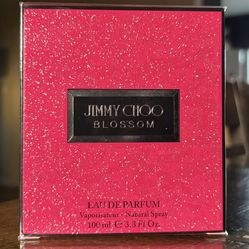 JIMMY CHOO
BLOSSOM
EAU DE PARFUM
Vaporisateur - Natural Spray
100 ml ℮ 3.3 Fl Oz.